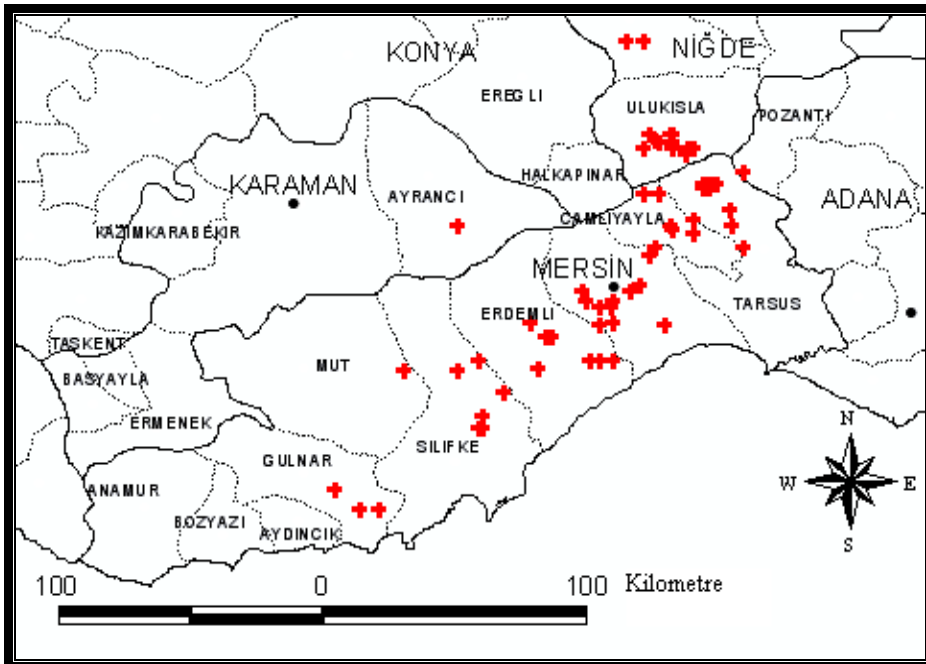 KONYA
NİĞDE
EREGLI
ULUKISLA
POZANTI
HALKAPINAR
KARAMAN
AYRANCI
ADANA
CAMLIYAYLA
KAZIMKARABEKIR
MERSİN
TARSUS
ERDEMLI
TASKENT
MUT
BASYAYLA
ERMENEK
SILIFKE
GULNAR
ANAMUR
BOZYAZI
AYDINCIK
N
W E
S
100 0 100 Kilometre